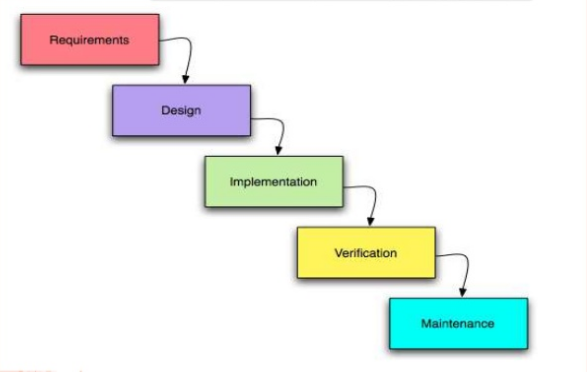 Requirements
Design
Implementation
Verification
Maintenance